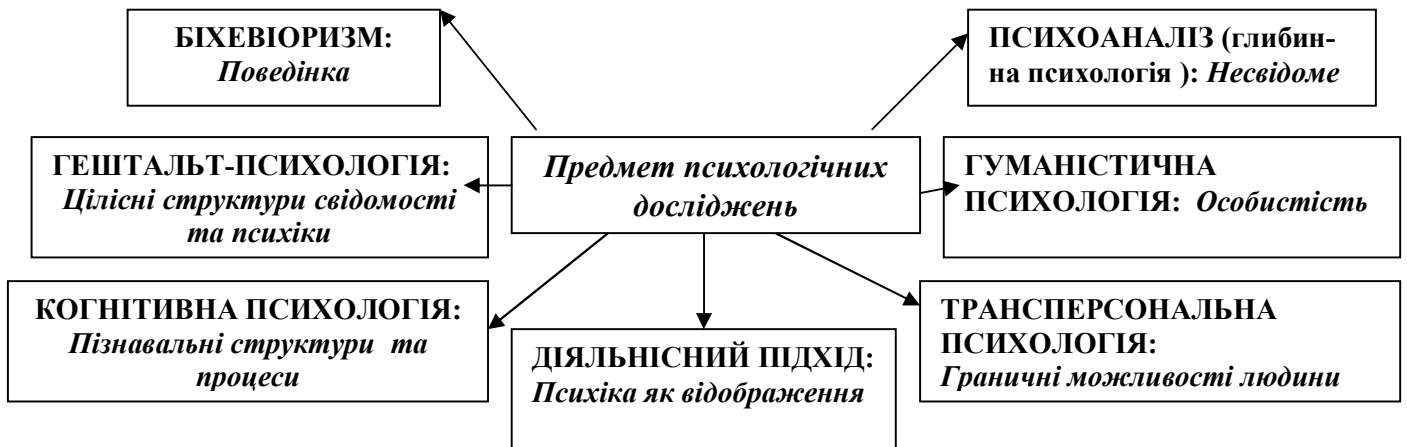 БІХЕВІОРИЗМ:
Поведінка
ПСИХОАНАЛІЗ (глибин-
на психологія ): Несвідоме
ГЕШТАЛЬТ-ПСИХОЛОГІЯ:
Цілісні структури свідомості
та психіки
Предмет психологічних
досліджень
ГУМАНІСТИЧНА
ПСИХОЛОГІЯ: Особистість
КОГНІТИВНА ПСИХОЛОГІЯ:
Пізнавальні структури та
процеси
ДІЯЛЬНІСНИЙ ПІДХІД:
Психіка як відображення
ТРАНСПЕРСОНАЛЬНА
ПСИХОЛОГІЯ:
Граничні можливості людини